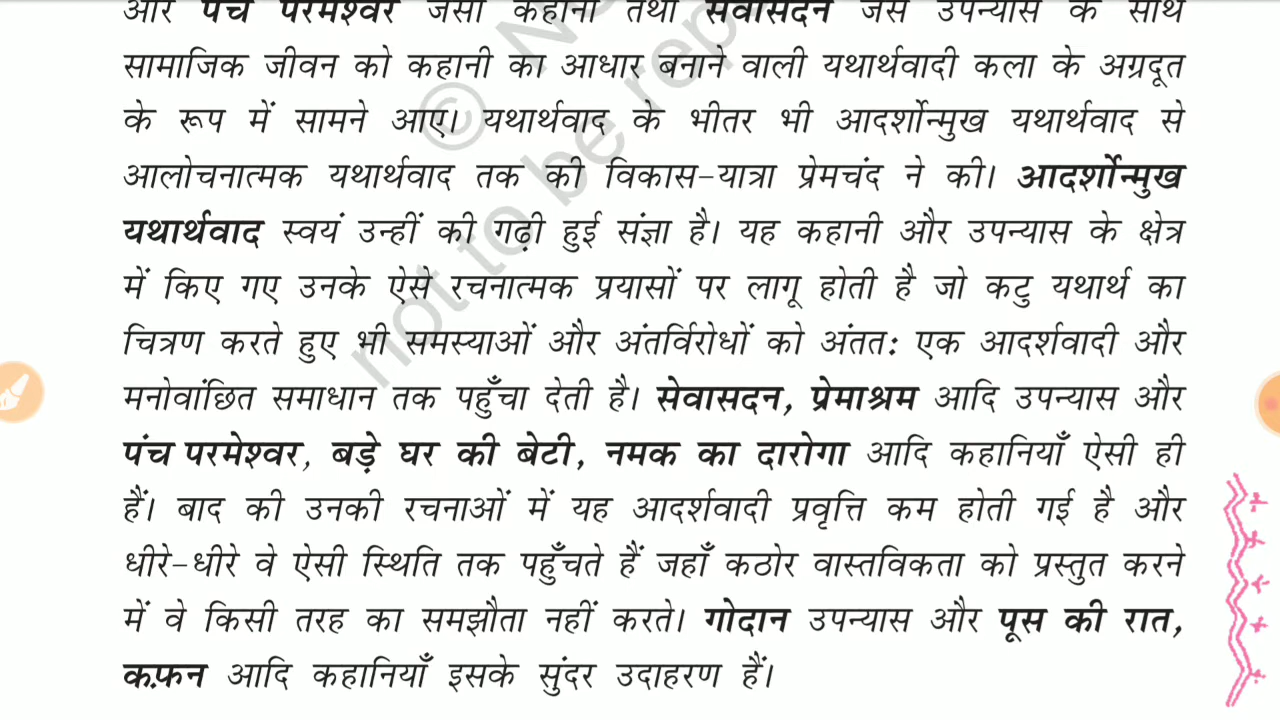 और पंच परमेश्वर जैसी कहानी तथा सेवासदन जैसे उपन्यास के साथ
सामाजिक जीवन को कहानी का आधार बनाने वाली यथार्थवादी कला के अग्रदूत
के रूप में सामने आए। यथार्थवाद के भीतर भी आदर्शोन्मुख यथार्थवाद से
आलोचनात्मक यथार्थवाद तक की विकास-यात्रा प्रेमचंद ने की। आदर्शोन्मुख
यथार्थवाद स्वयं उन्हीं की गढ़ी हुई संज्ञा है। यह कहानी और उपन्यास के क्षेत्र
में किए गए उनके ऐसे रचनात्मक प्रयासों पर लागू होती है जो कटु यथार्थ का
चित्रण करते हुए भी समस्याओं और अंतर्विरोधों को अंतत: एक आदर्शवादी और
मनोवांछित समाधान तक पहुँचा देती है। सेवासदन, प्रेमाश्रम आदि उपन्यास और
पंच परमेश्वर, बड़े घर की बेटी, नमक का दारोगा आदि कहानियाँ ऐसी ही
हैं। बाद की उनकी रचनाओं में यह आदर्शवादी प्रवृत्ति कम होती गई है और
धीरे-धीरे वे ऐसी स्थिति तक पहुँचते हैं जहाँ कठोर वास्तविकता को प्रस्तुत करने
में वे किसी तरह का समझौता नहीं करते। गोदान उपन्यास और पूस की रात,
कफ़न आदि कहानियाँ इसके सुंदर उदाहरण हैं।
© N
not to be rep